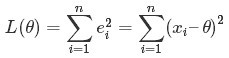 L(θ) = ∑_{i=1}^{n} e_i^2 = ∑_{i=1}^{n} (x_i − θ)^2